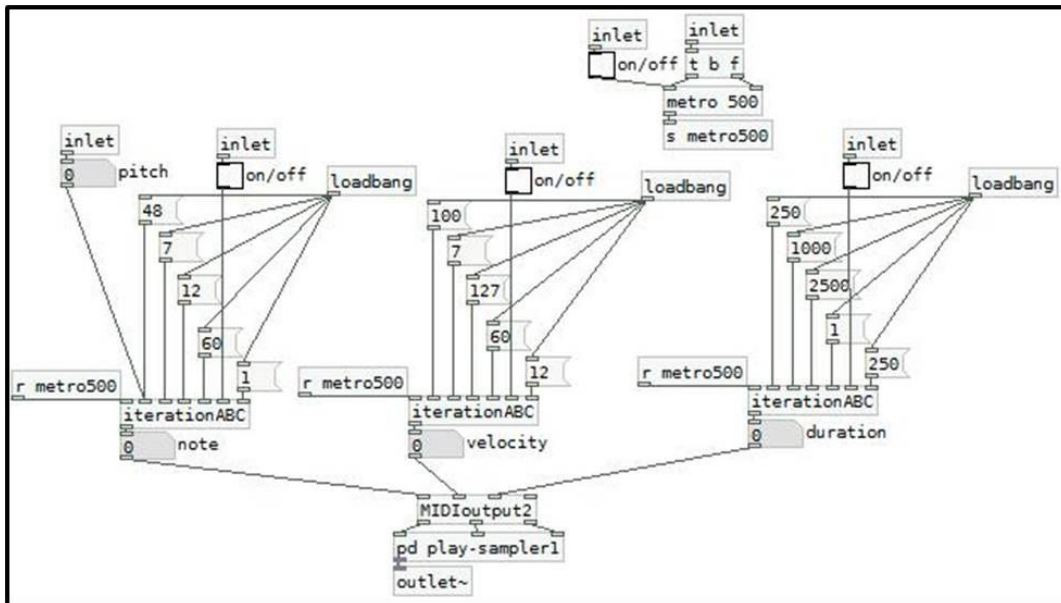 inlet
inlet
on/off
t b f
metro 500
s metro500
inlet
0
pitch
inlet
on/off
loadbang
48
7
12
60
1
r metro500
iterationABC
0
note
inlet
on/off
loadbang
100
7
127
60
12
r metro500
iterationABC
0
velocity
inlet
on/off
loadbang
250
1000
2500
1
250
r metro500
iterationABC
0
duration
MIDIoutput2
pd play-sampler1
outlet~